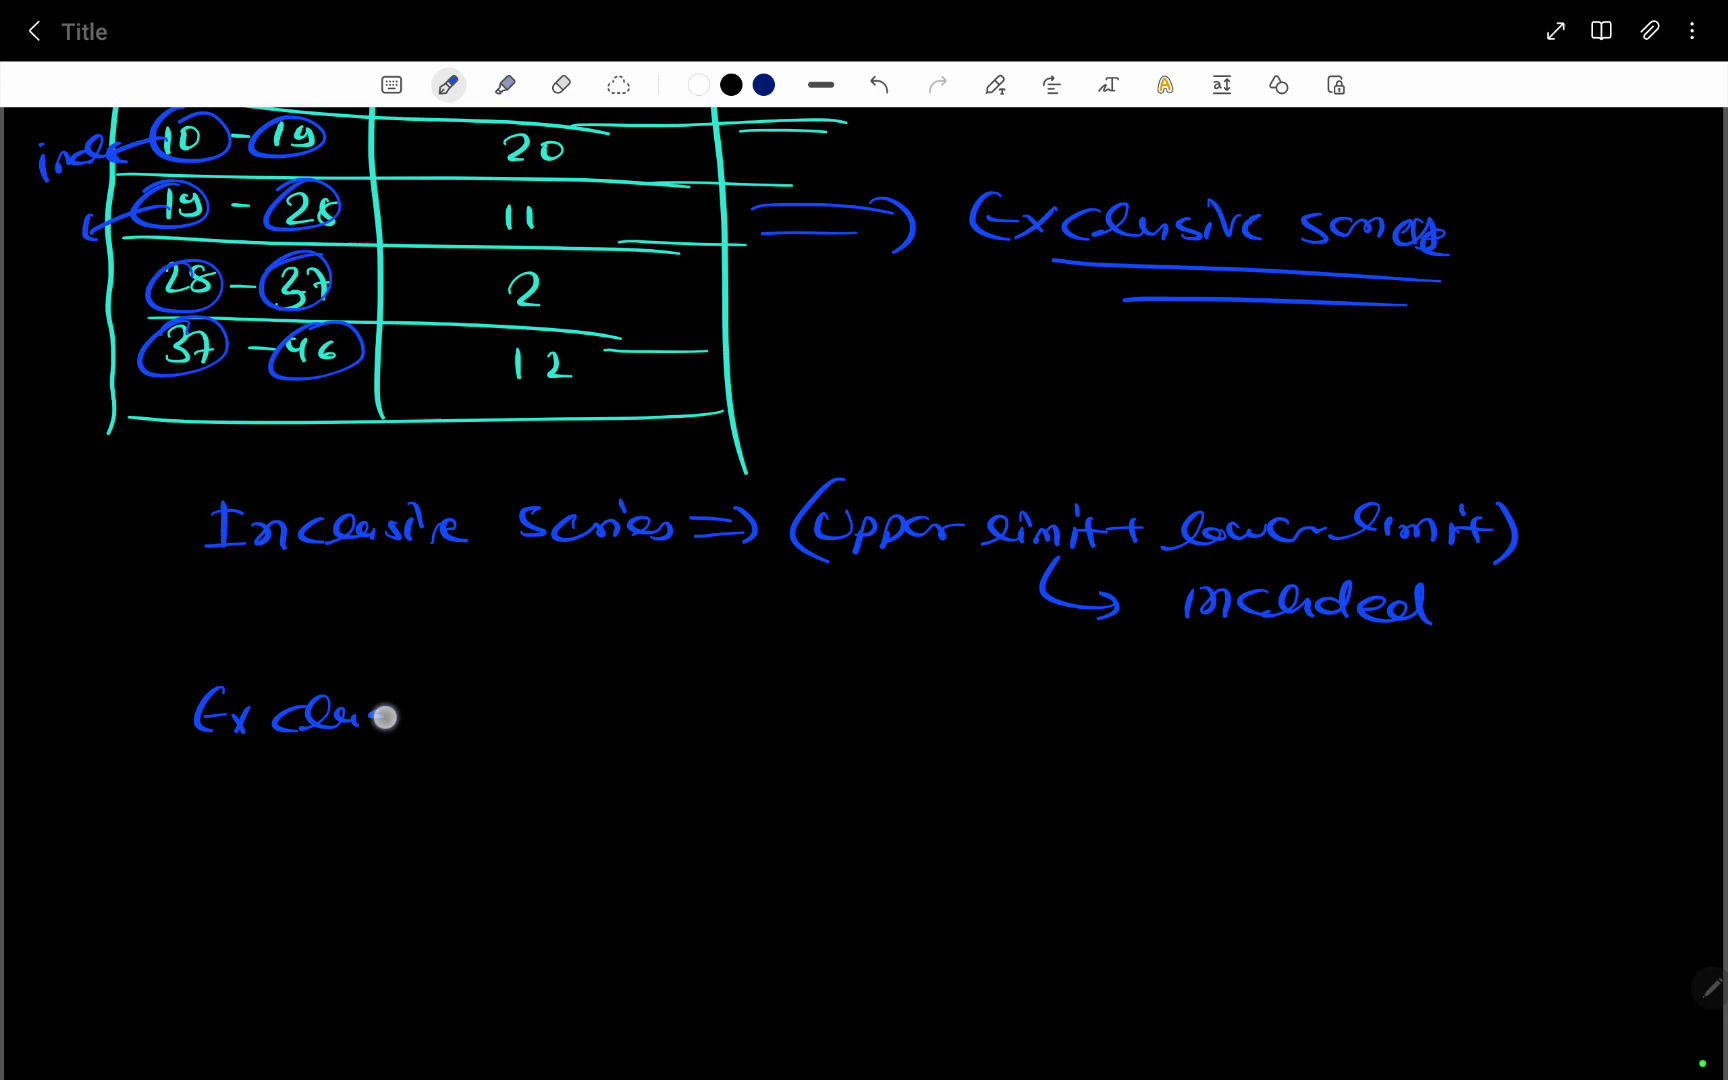 Title
10 - 19 20
19 - 28 11 Exclusive series
28 - 37 2
37 - 46 12
Inclusive series => (Upper limit + lower limit)
included
Exclu